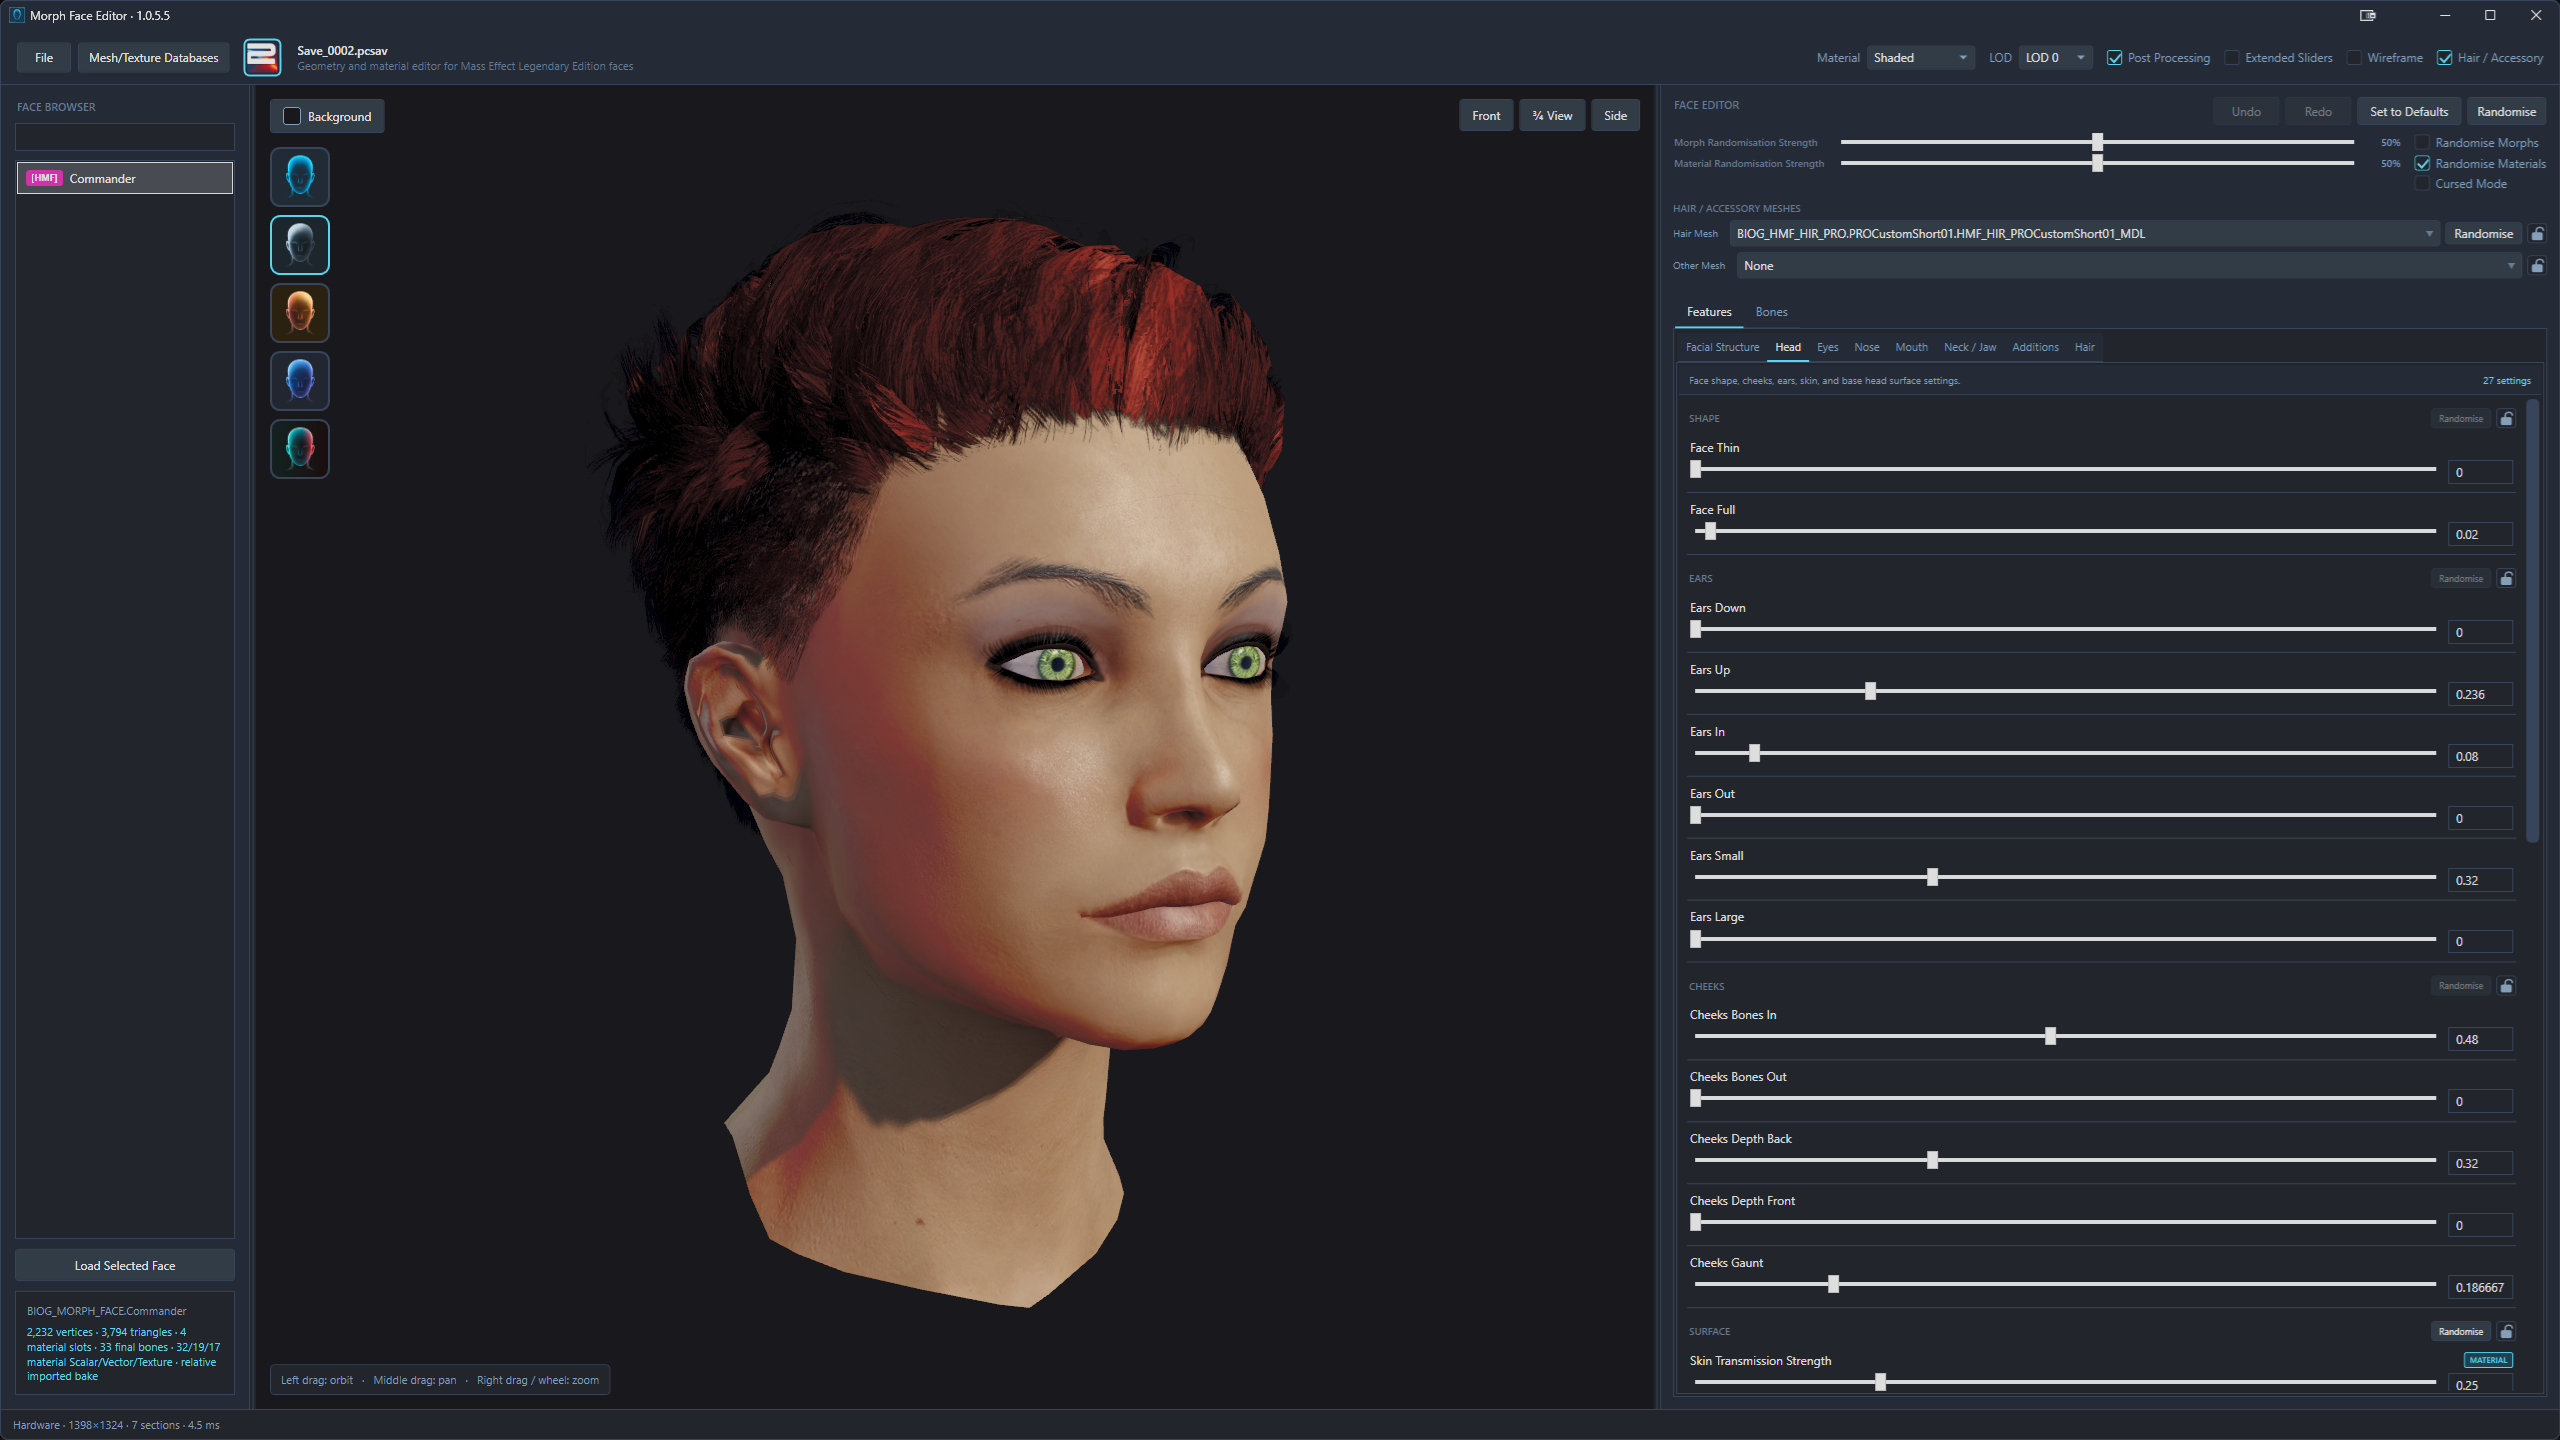 Morph Face Editor · 1.0.5.5
File
Mesh/Texture Databases
Save_0002.pcsav
Geometry and material editor for Mass Effect Legendary Edition faces
Material
Shaded
LOD
LOD 0
Post Processing
Extended Sliders
Wireframe
Hair / Accessory
FACE BROWSER
[HMF] Commander
Load Selected Face
BIOG_MORPH_FACE.Commander
2,232 vertices · 3,794 triangles · 4
material slots · 33 final bones · 32/19/17
material Scalar/Vector/Texture · relative
imported bake
Background
Front
¾ View
Side
Left drag: orbit · Middle drag: pan · Right drag / wheel: zoom
FACE EDITOR
Undo
Redo
Set to Defaults
Randomise
Morph Randomisation Strength
50%
Randomise Morphs
Material Randomisation Strength
50%
Randomise Materials
Cursed Mode
HAIR / ACCESSORY MESHES
Hair Mesh
BIOG_HMF_HIR_PRO.PROCustomShort01.HMF_HIR_PROCustomShort01_MDL
Randomise
Other Mesh
None
Features
Bones
Facial Structure
Head
Eyes
Nose
Mouth
Neck / Jaw
Additions
Hair
Face shape, cheeks, ears, skin, and base head surface settings.
27 settings
SHAPE
Randomise
Face Thin
0
Face Full
0.02
EARS
Randomise
Ears Down
0
Ears Up
0.236
Ears In
0.08
Ears Out
0
Ears Small
0.32
Ears Large
0
CHEEKS
Randomise
Cheeks Bones In
0.48
Cheeks Bones Out
0
Cheeks Depth Back
0.32
Cheeks Depth Front
0
Cheeks Gaunt
0.186667
SURFACE
Randomise
Skin Transmission Strength
MATERIAL
0.25
Hardware · 1398×1324 · 7 sections · 4.5 ms